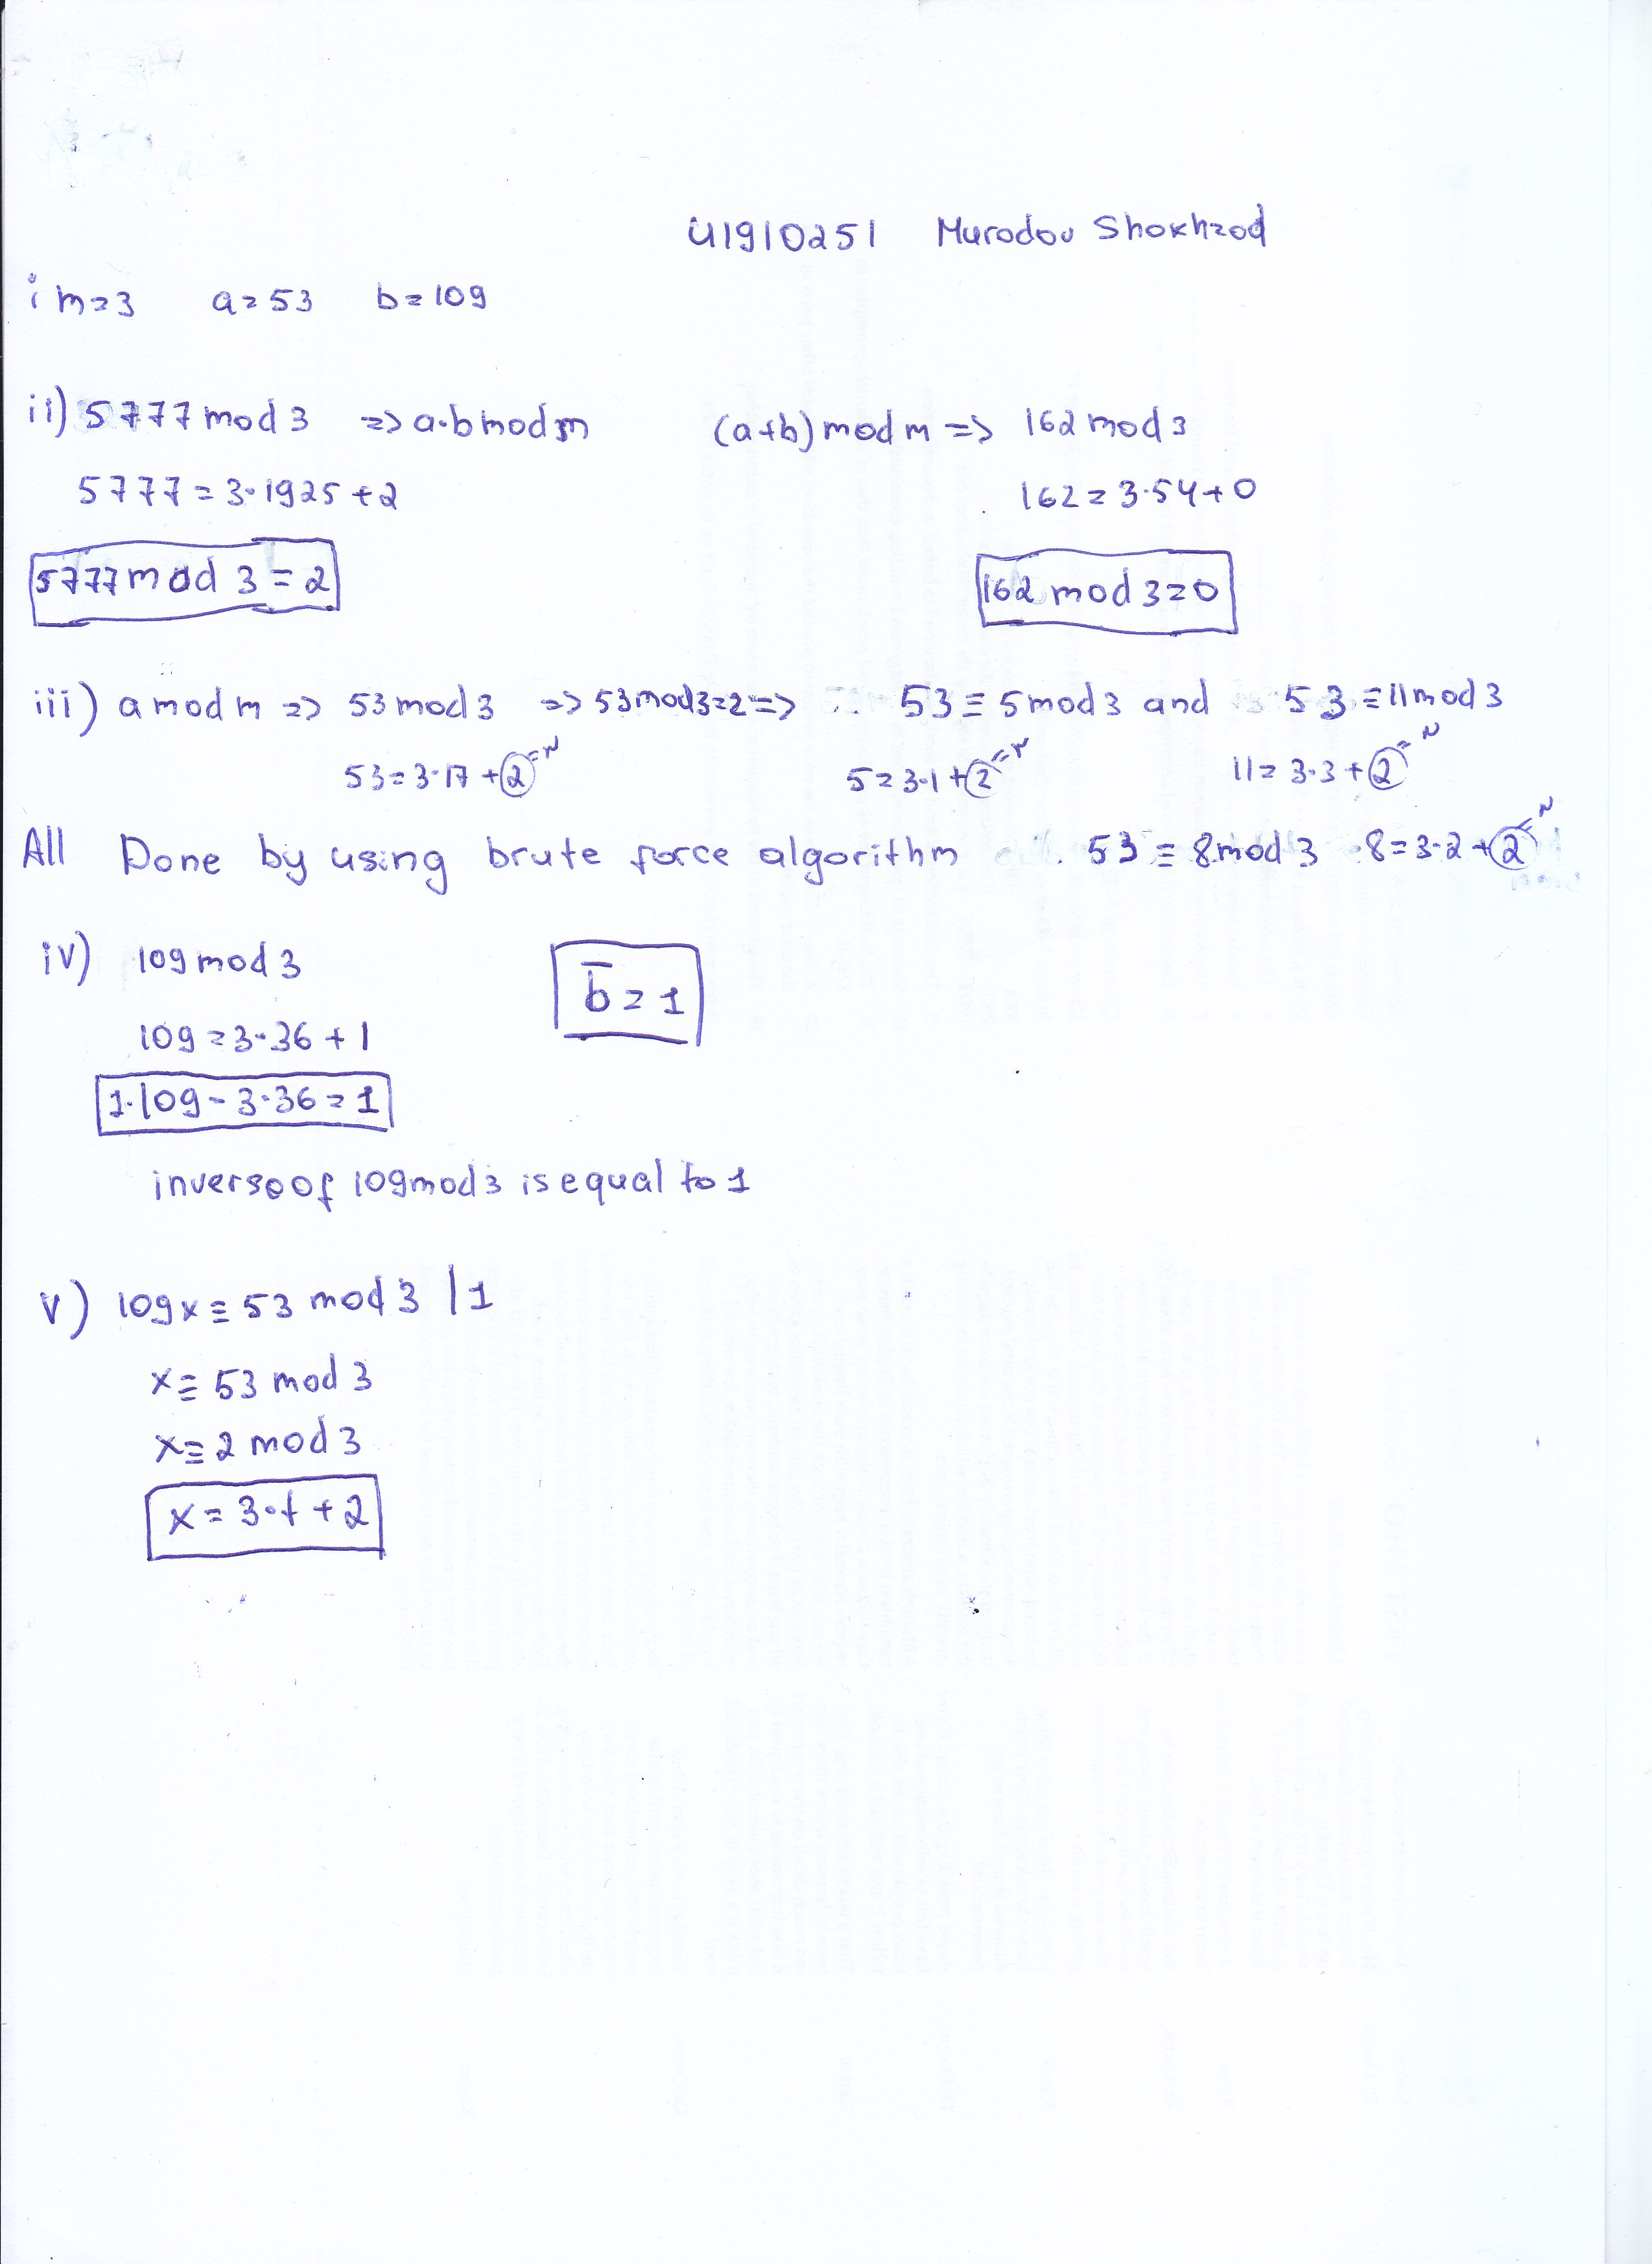 U1910251 Murodov Shoxhzod
i m=3 a=53 b=109
ii) 5777 mod 3 => a·b mod m (a+b) mod m => 162 mod 3
5777 = 3·1925 + 2 162 = 3·54 + 0
5777 mod 3 = 2 162 mod 3 = 0
iii) a mod m => 53 mod 3 => 53 mod 3 = 2 => 53 ≡ 5 mod 3 and 53 ≡ 11 mod 3
53 = 3·17 + 2 = r 5 = 3·1 + 2 = r 11 = 3·3 + 2 = r
All Done by using brute force algorithm 53 ≡ 8 mod 3 8 = 3·2 + 2 = r
iv) 109 mod 3 b̅ = 1
109 = 3·36 + 1
1·109 - 3·36 = 1
inverse of 109 mod 3 is equal to 1
v) 109x ≡ 53 mod 3 | 1
x ≡ 53 mod 3
x ≡ 2 mod 3
x = 3·t + 2